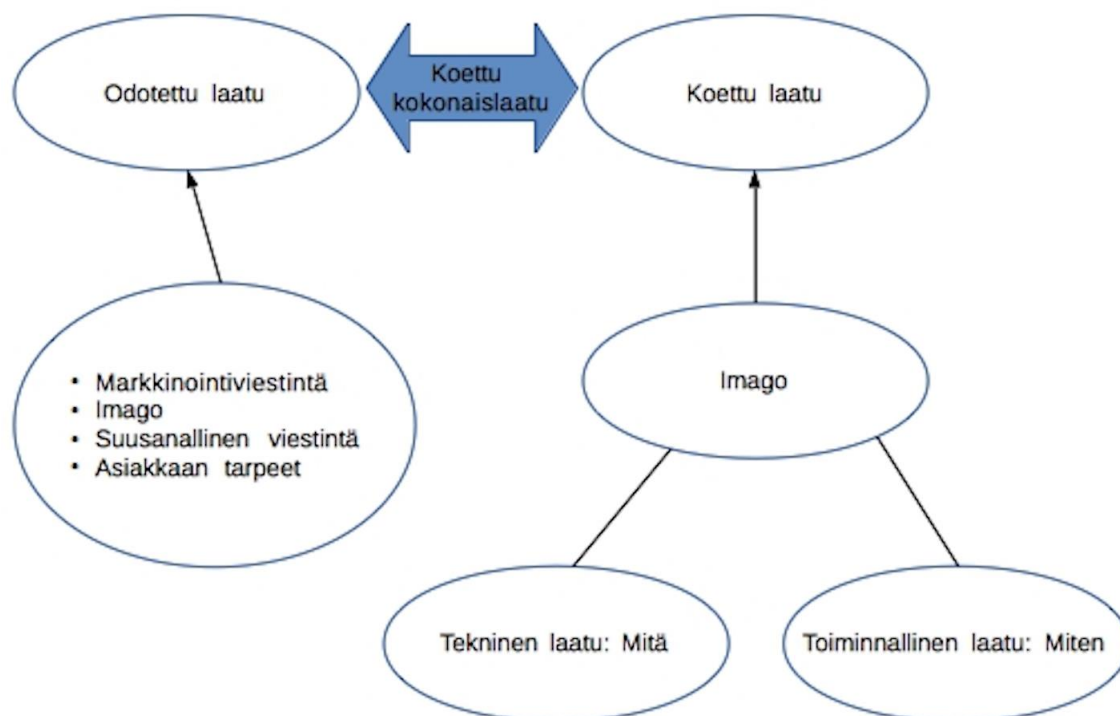 Odotettu laatu
Koettu
kokonaislaatu
Koettu laatu
• Markkinointiviestintä
• Imago
• Suusanallinen viestintä
• Asiakkaan tarpeet
Imago
Tekninen laatu: Mitä
Toiminnallinen laatu: Miten